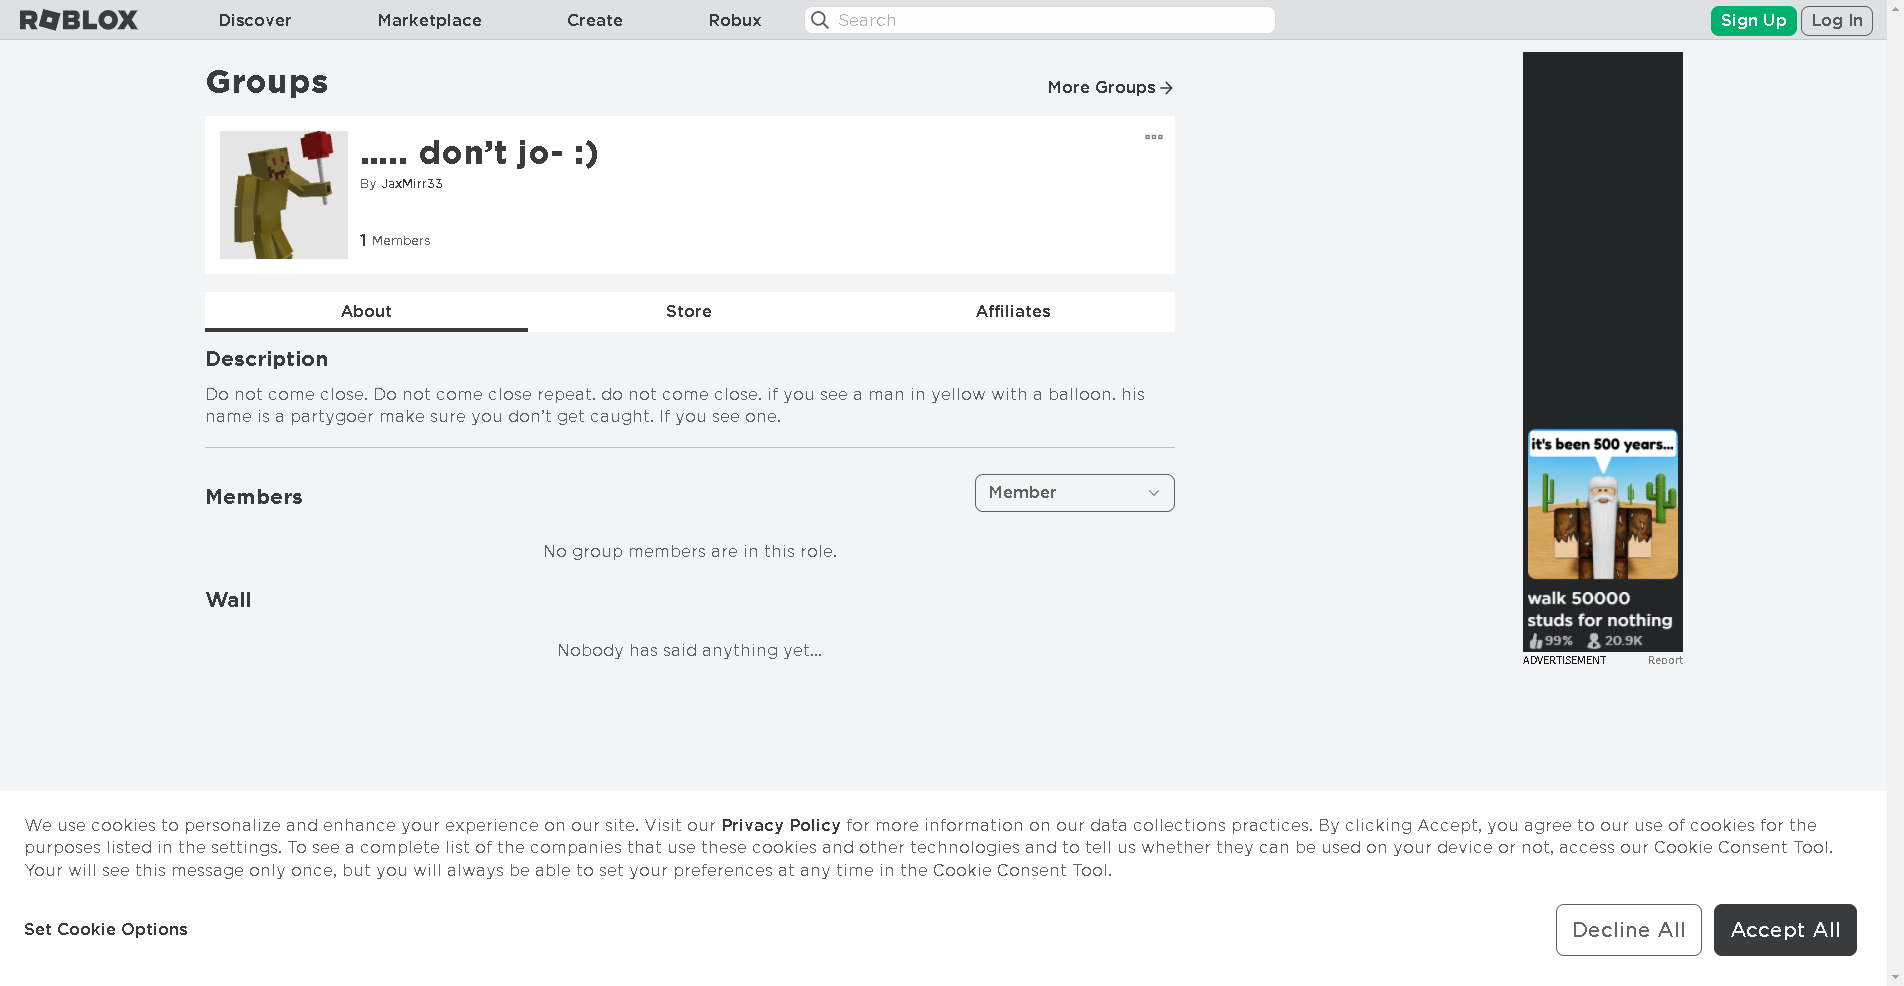 ROBLOX Discover Marketplace Create Robux Search Sign Up Log In
Groups
More Groups
..... don't jo- :)
By JaxMirr33
1 Members
About Store Affiliates
Description
Do not come close. Do not come close repeat. do not come close. if you see a man in yellow with a balloon. his
name is a partygoer make sure you don't get caught. If you see one.
Members
Member
No group members are in this role.
Wall
Nobody has said anything yet...
it's been 500 years...
walk 50000
studs for nothing
99% 20.9K
ADVERTISEMENT Report
We use cookies to personalize and enhance your experience on our site. Visit our Privacy Policy for more information on our data collections practices. By clicking Accept, you agree to our use of cookies for the
purposes listed in the settings. To see a complete list of the companies that use these cookies and other technologies and to tell us whether they can be used on your device or not, access our Cookie Consent Tool.
Your will see this message only once, but you will always be able to set your preferences at any time in the Cookie Consent Tool.
Set Cookie Options
Decline All
Accept All